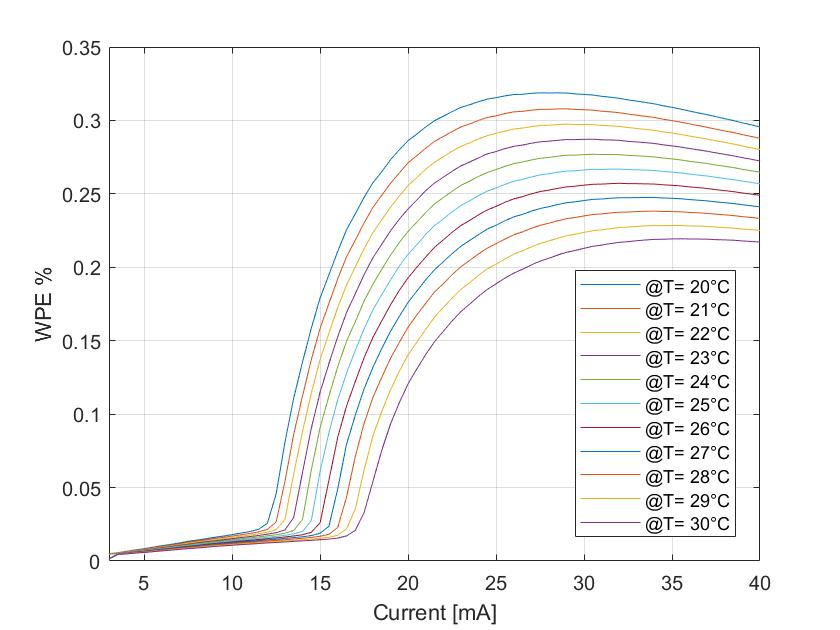 0.35
0.3
0.25
0.2
0.15
0.1
0.05
0
WPE %
@T= 20°C
@T= 21°C
@T= 22°C
@T= 23°C
@T= 24°C
@T= 25°C
@T= 26°C
@T= 27°C
@T= 28°C
@T= 29°C
@T= 30°C
5 10 15 20 25 30 35 40
Current [mA]